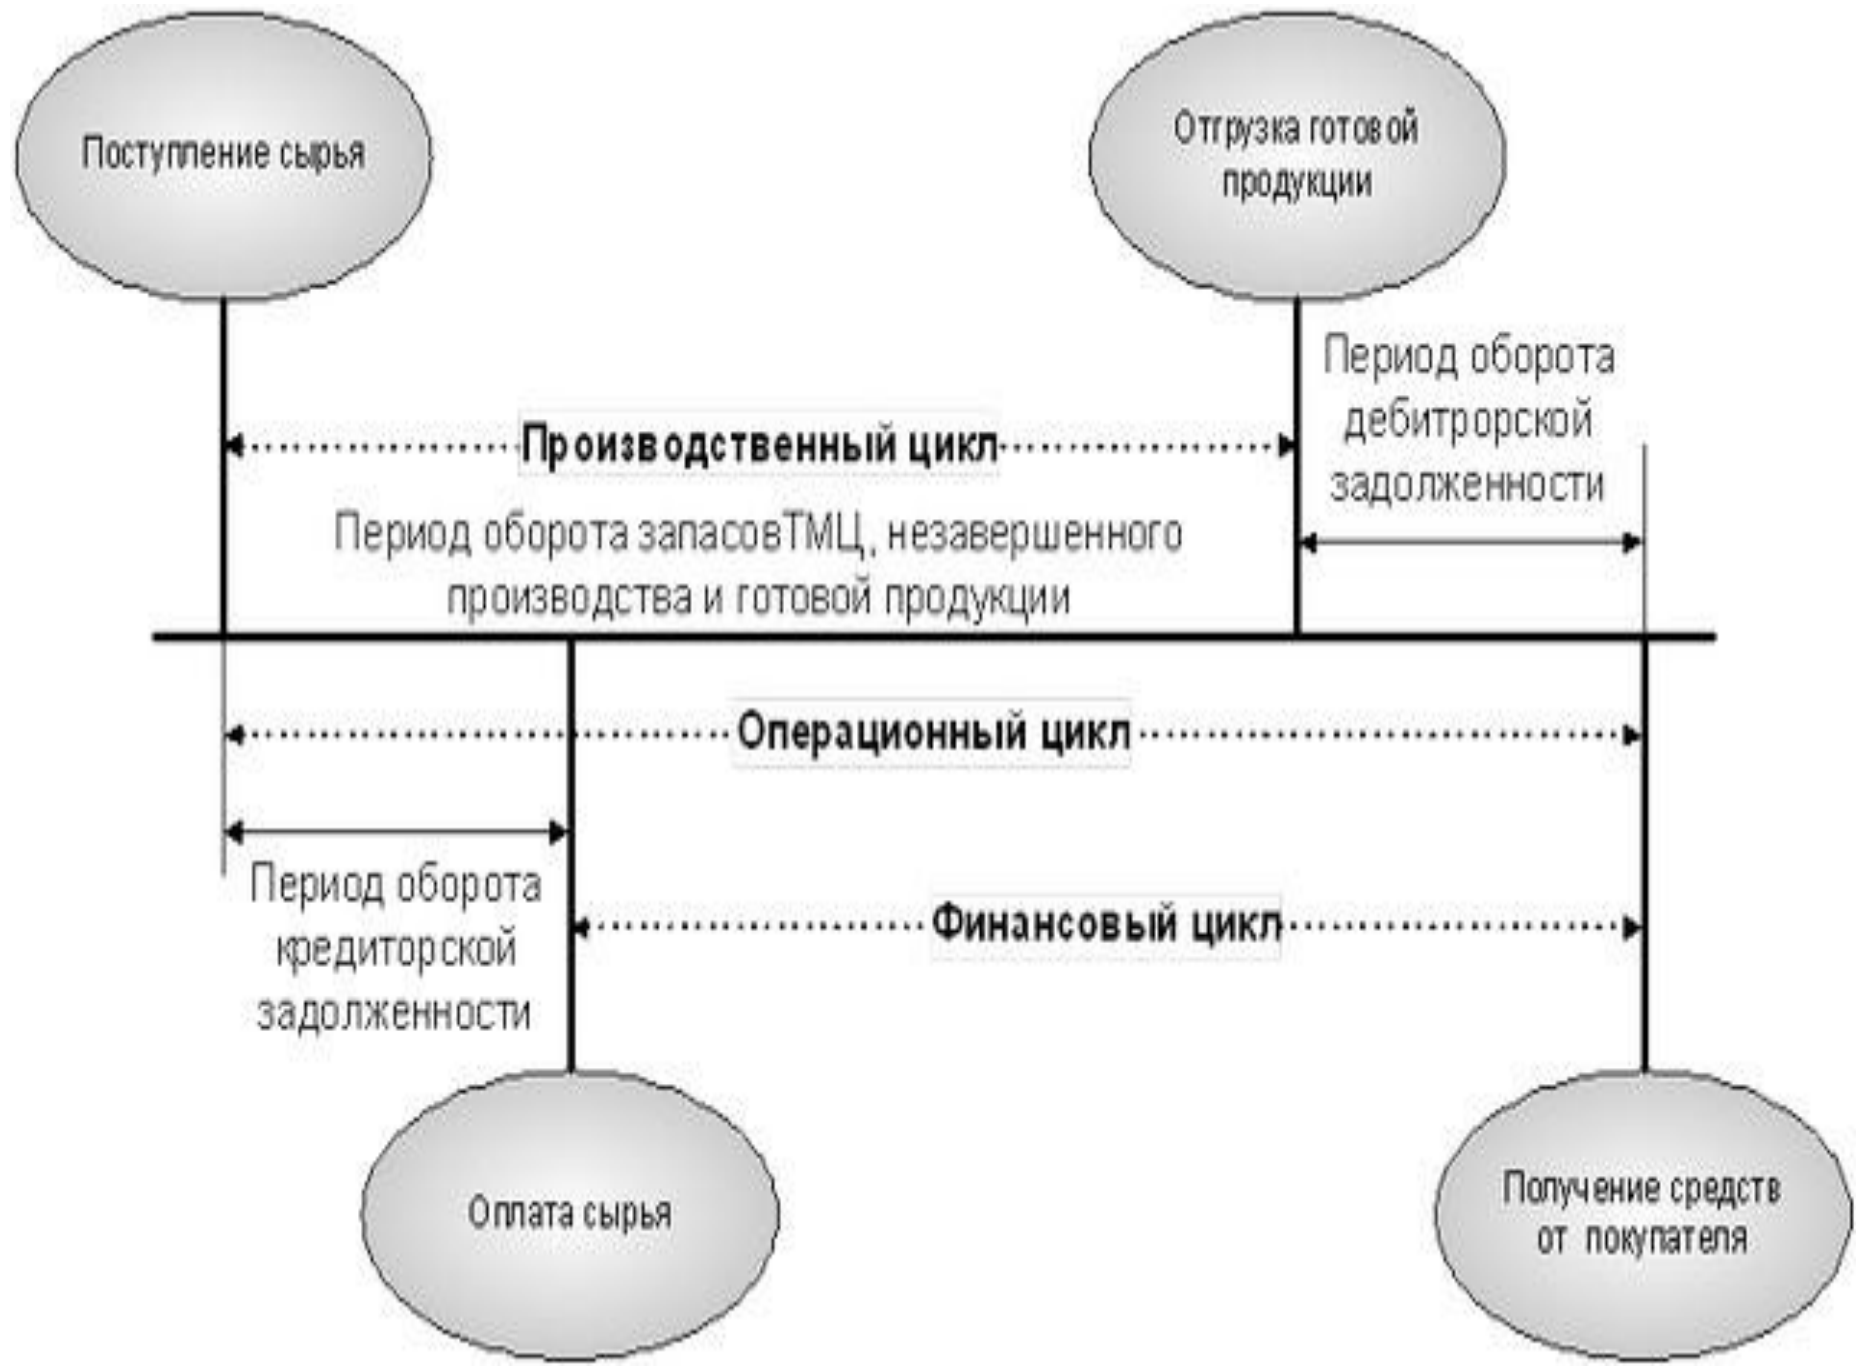 Поступление сырья
Отгрузка готовой
продукции
Период оборота
дебитрорской
задолженности
Производственный цикл
Период оборота запасовТМЦ, незавершенного
производства и готовой продукции
Операционный цикл
Период оборота
кредиторской
задолженности
Финансовый цикл
Оплата сырья
Получение средств
от покупателя